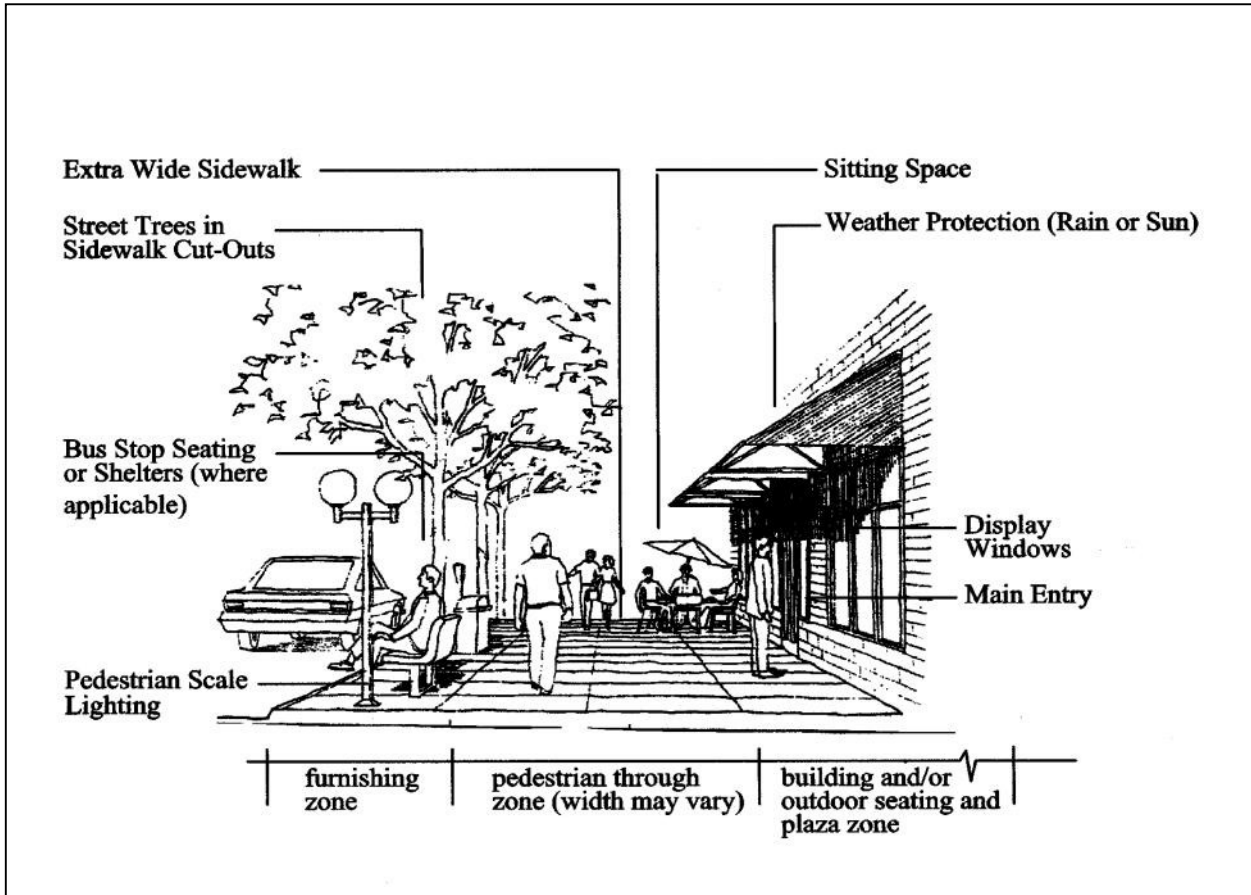 Extra Wide Sidewalk
Street Trees in
Sidewalk Cut-Outs
Bus Stop Seating
or Shelters (where
applicable)
Pedestrian Scale
Lighting
Sitting Space
Weather Protection (Rain or Sun)
Display
Windows
Main Entry
furnishing
zone
pedestrian through
zone (width may vary)
building and/or
outdoor seating and
plaza zone